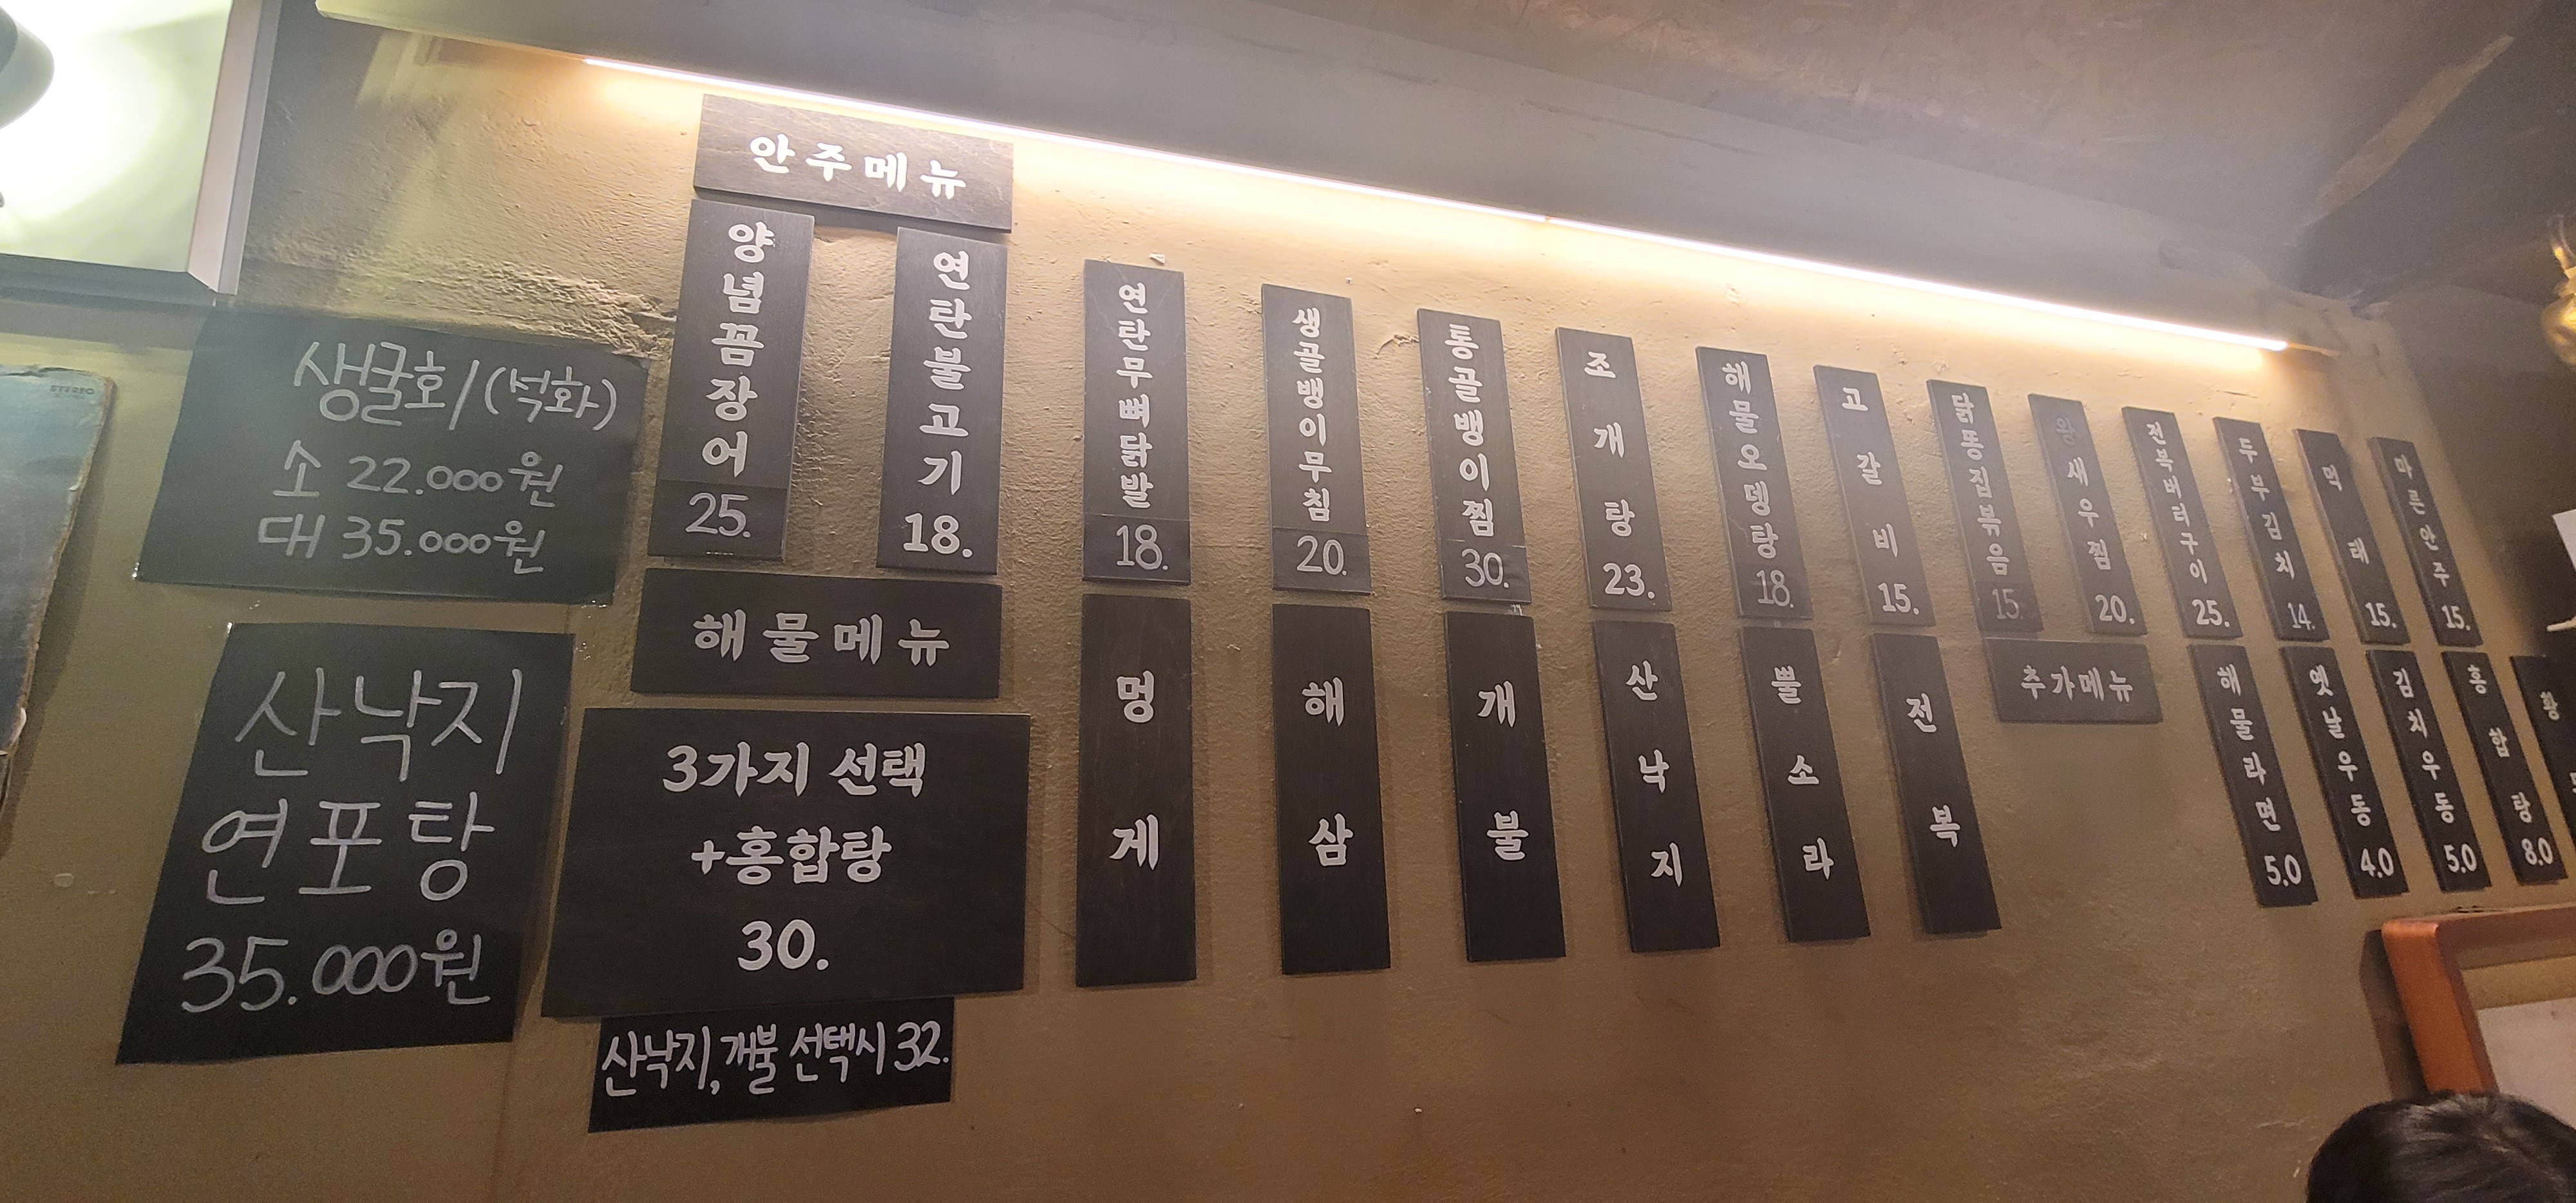 안주메뉴
양념꼼장어
25.
연탄불고기
18.
연탄무뼈닭발
18.
생골뱅이무침
20.
통골뱅이찜
30.
조개탕
23.
해물오뎅탕
18.
고갈비
15.
닭똥집볶음
15.
왕새우찜
20.
전복버터구이
25.
두부김치
14.
먹태
15.
마른안주
15.
생굴회/(석화)
소 22.000원
대 35.000원
산낙지
연포탕
35.000원
해물메뉴
3가지 선택
+홍합탕
30.
산낙지,개불 선택시 32.
멍게
해삼
개불
산낙지
뿔소라
전복
추가메뉴
해물라면
5.0
옛날우동
4.0
김치우동
5.0
홍합탕
8.0